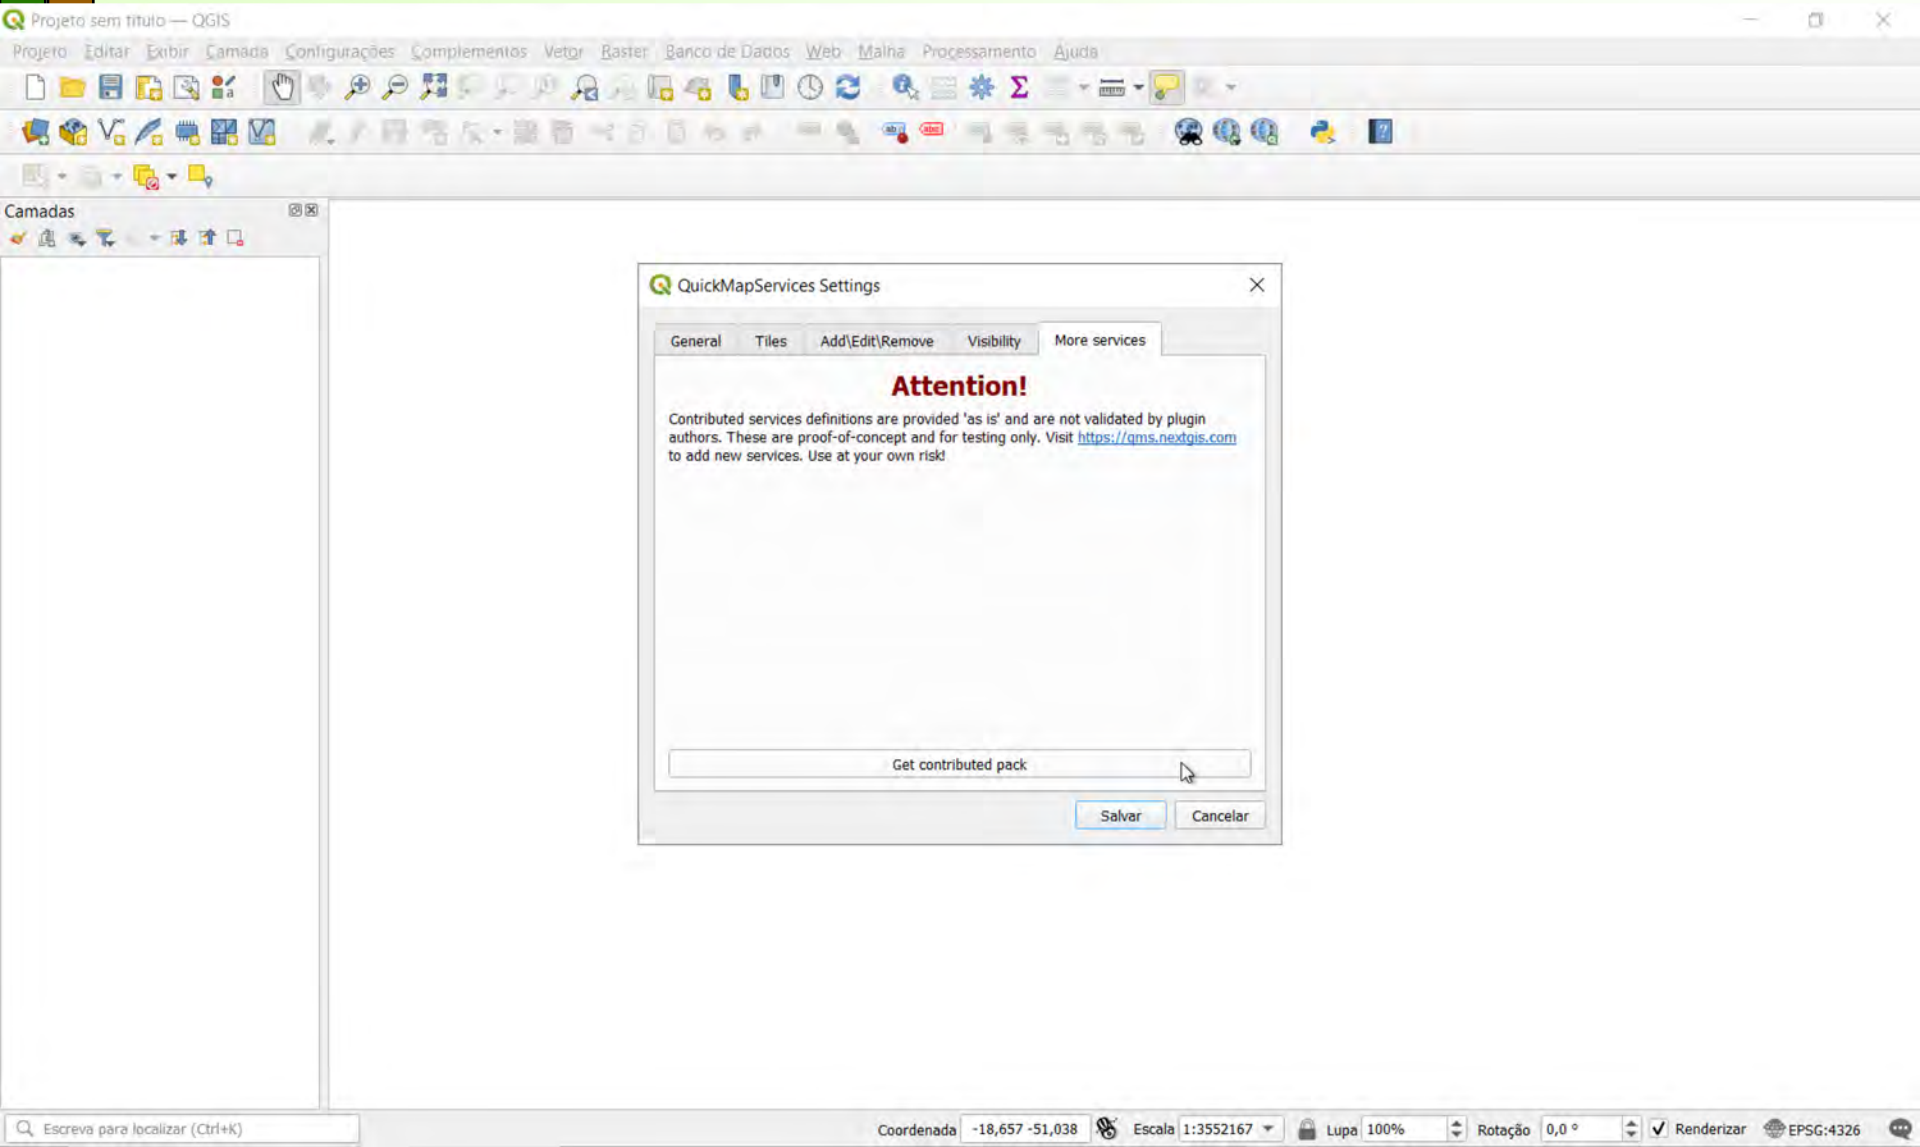 Projeto sem título — QGIS
Projeto Editar Exibir Camada Configurações Complementos Vetor Raster Banco de Dados Web Malha Processamento Ajuda
Camadas
QuickMapServices Settings
General Tiles Add\Edit\Remove Visibility More services
Attention!
Contributed services definitions are provided 'as is' and are not validated by plugin
authors. These are proof-of-concept and for testing only. Visit https://qms.nextgis.com
to add new services. Use at your own risk!
Get contributed pack
Salvar Cancelar
Escreva para localizar (Ctrl+K) Coordenada -18,657 -51,038 Escala 1:3552167 Lupa 100% Rotação 0,0 ° Renderizar EPSG:4326